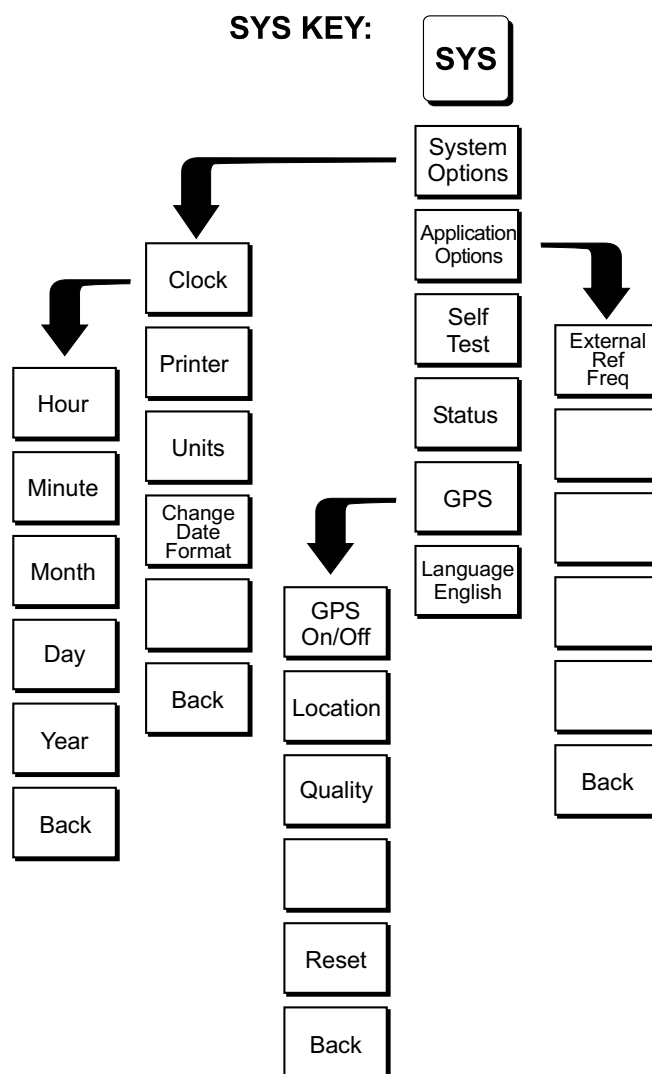 SYS KEY:
SYS
System
Options
Application
Options
Self
Test
Status
GPS
Language
English
Clock
Printer
Units
Change
Date
Format
Back
Hour
Minute
Month
Day
Year
Back
GPS
On/Off
Location
Quality
Reset
Back
External
Ref
Freq
Back